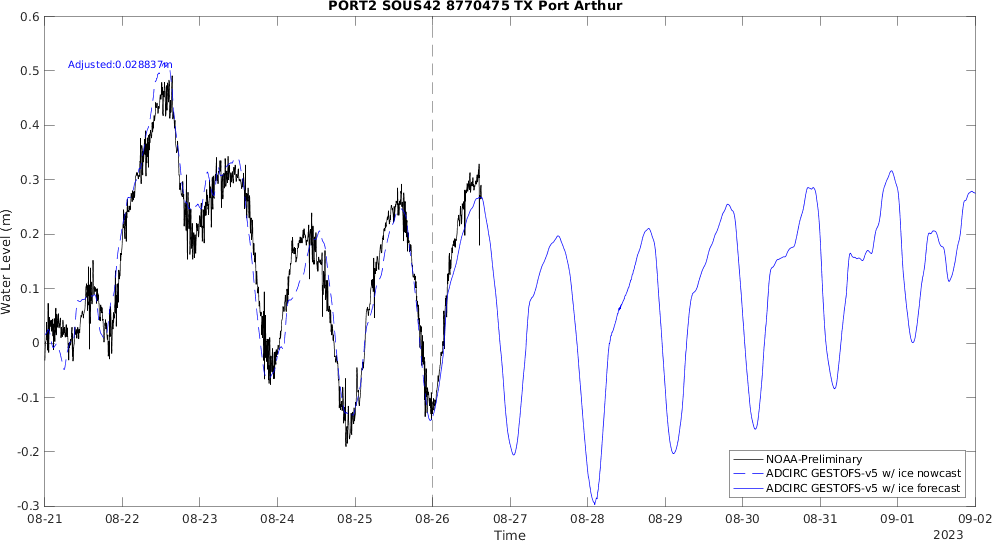 PORT2 SOUS42 8770475 TX Port Arthur
0.6
0.5
0.4
0.3
0.2
0.1
0
-0.1
-0.2
-0.3
Water Level (m)
Adjusted:0.028837m
NOAA-Preliminary
ADCIRC GESTOFS-v5 w/ ice nowcast
ADCIRC GESTOFS-v5 w/ ice forecast
08-21 08-22 08-23 08-24 08-25 08-26 08-27 08-28 08-29 08-30 08-31 09-01 09-02
Time
2023